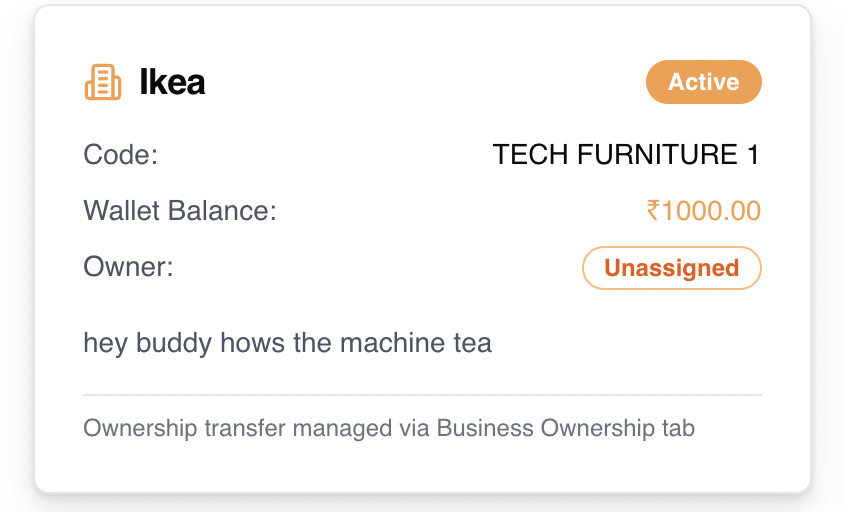 Ikea
Active
Code:
TECH FURNITURE 1
Wallet Balance:
₹1000.00
Owner:
Unassigned
hey buddy hows the machine tea
Ownership transfer managed via Business Ownership tab